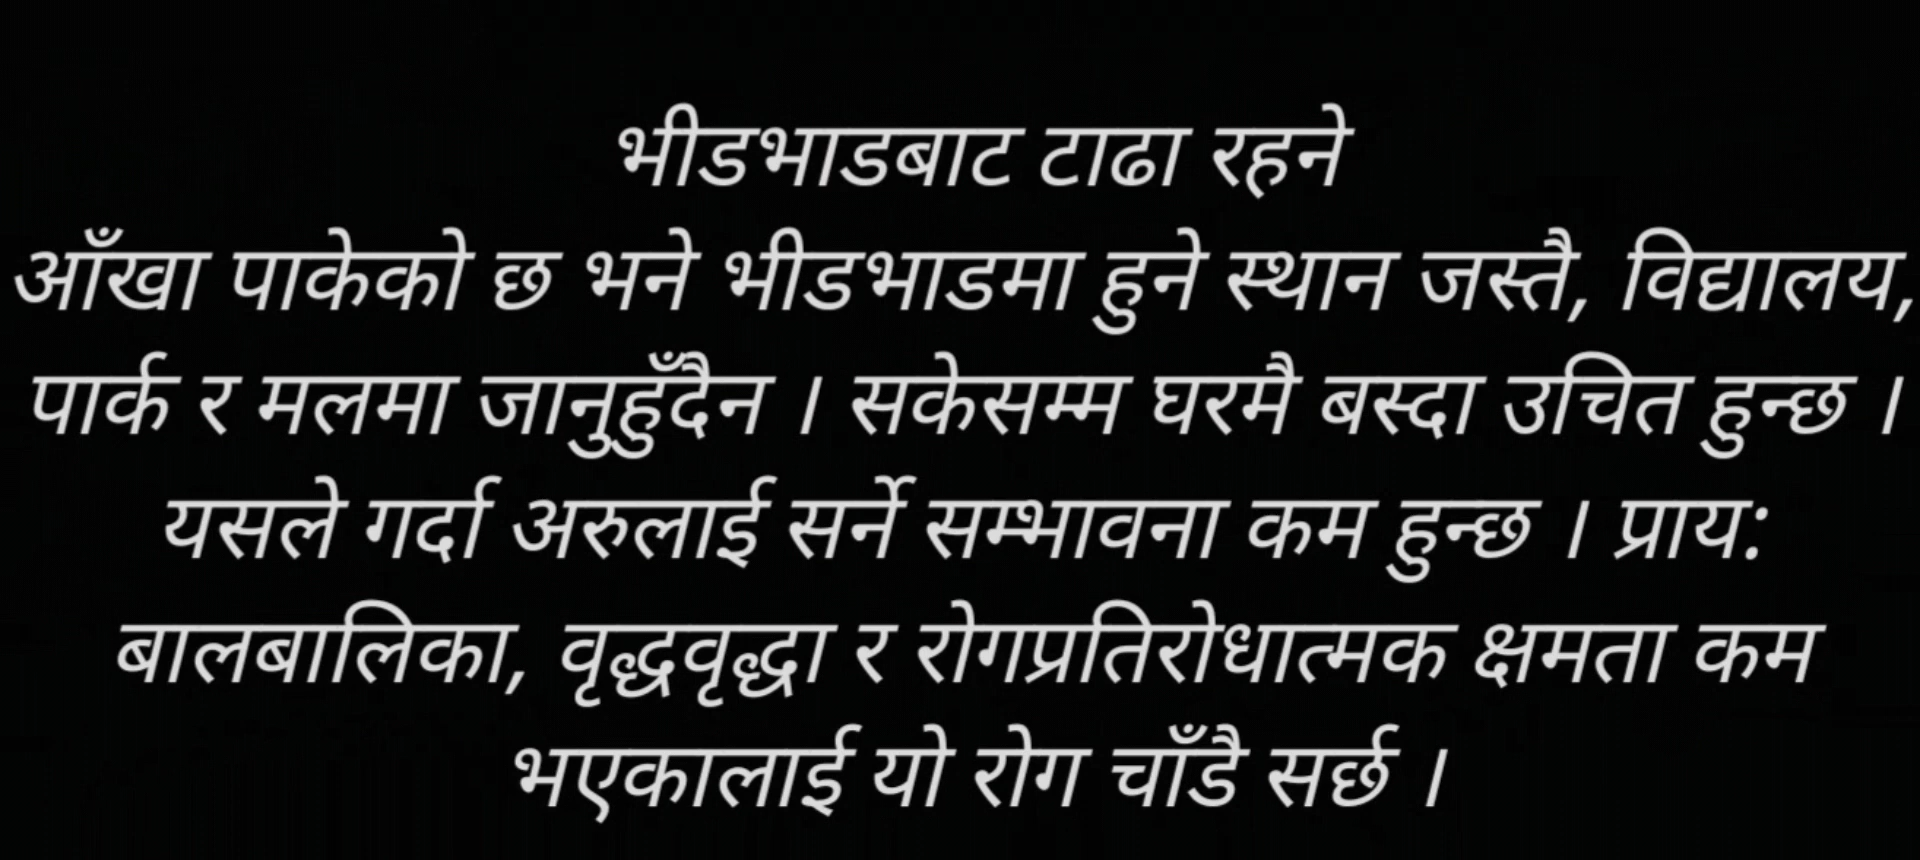 भीडभाडबाट टाढा रहने
आँखा पाकेको छ भने भीडभाडमा हुने स्थान जस्तै, विद्यालय,
पार्क र मलमा जानुहुँदैन । सकेसम्म घरमै बस्दा उचित हुन्छ ।
यसले गर्दा अरुलाई सर्ने सम्भावना कम हुन्छ । प्राय:
बालबालिका, वृद्धवृद्धा र रोगप्रतिरोधात्मक क्षमता कम
भएकालाई यो रोग चाँडै सर्छ ।